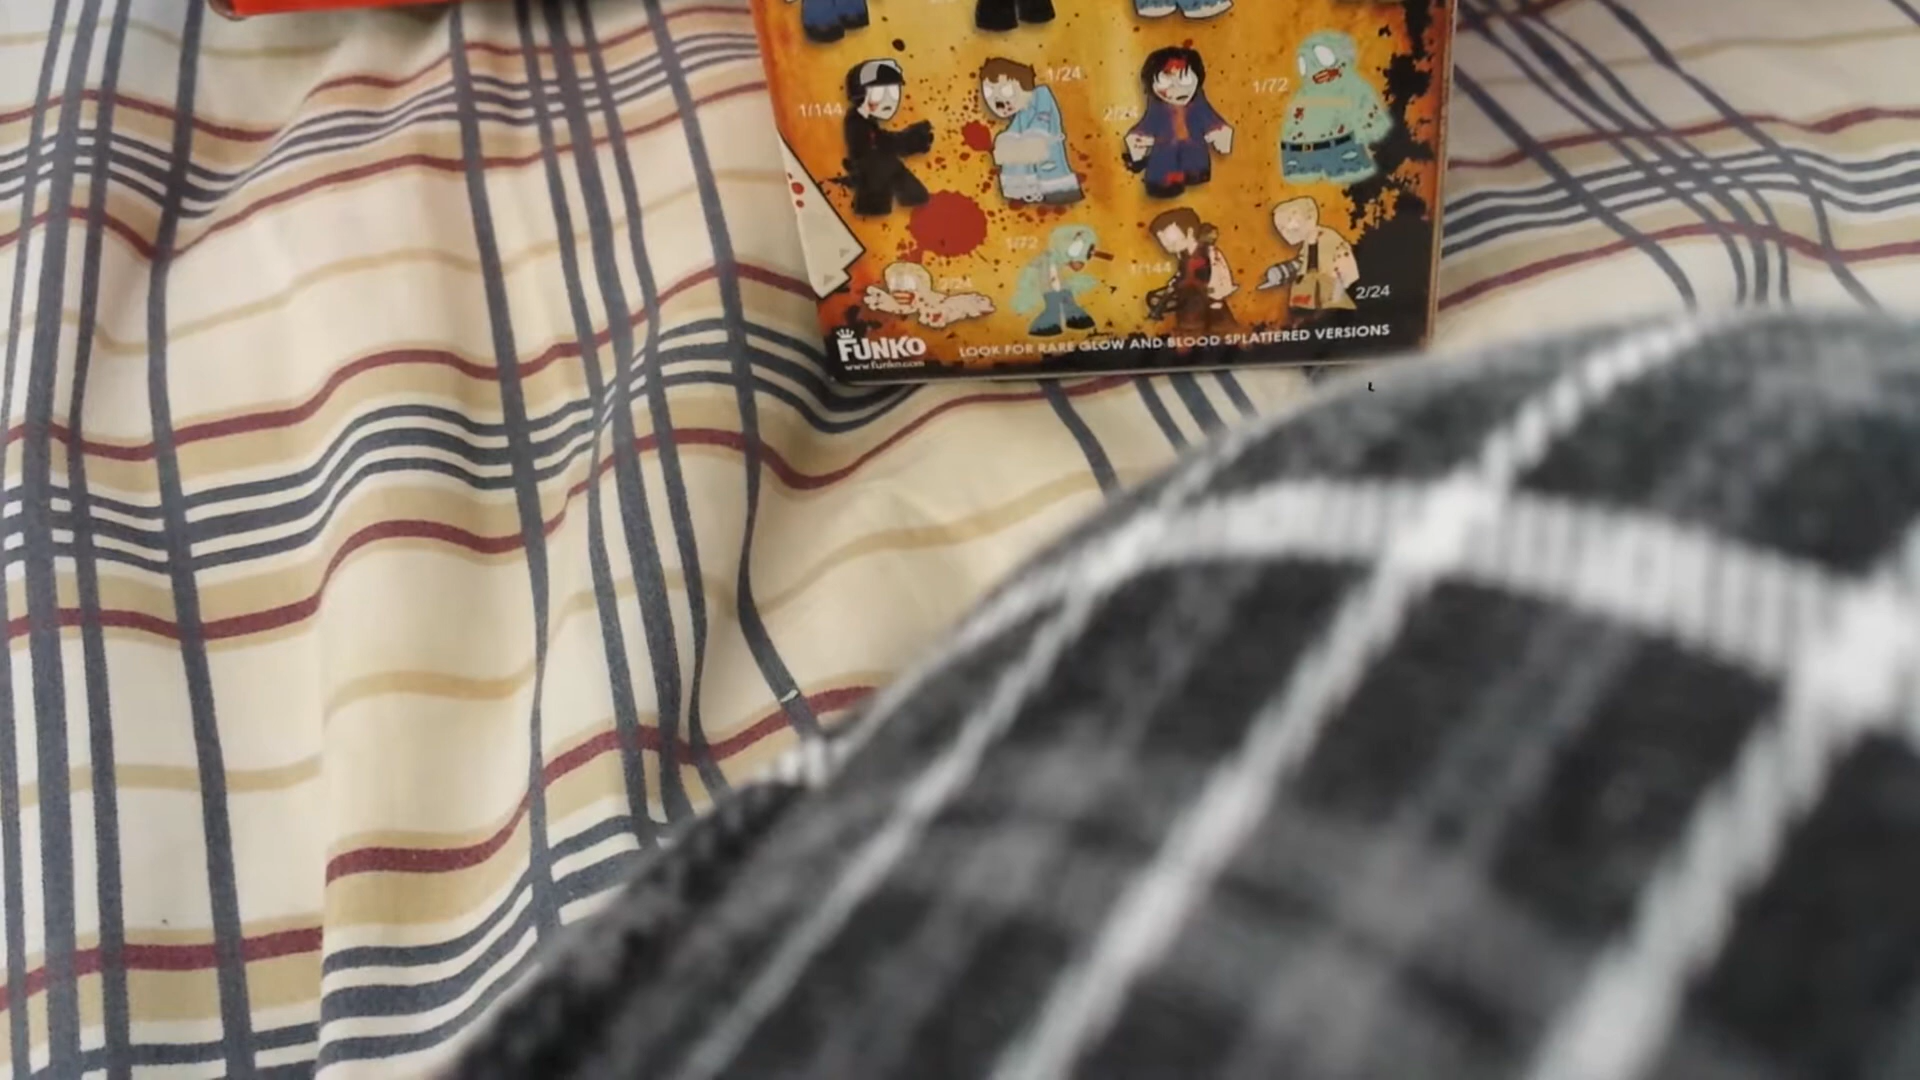 1/24
1/144
2/24
1/72
1/72
2/24
1/144
2/24
FUNKO
www.funko.com
LOOK FOR RARE GLOW AND BLOOD SPLATTERED VERSIONS